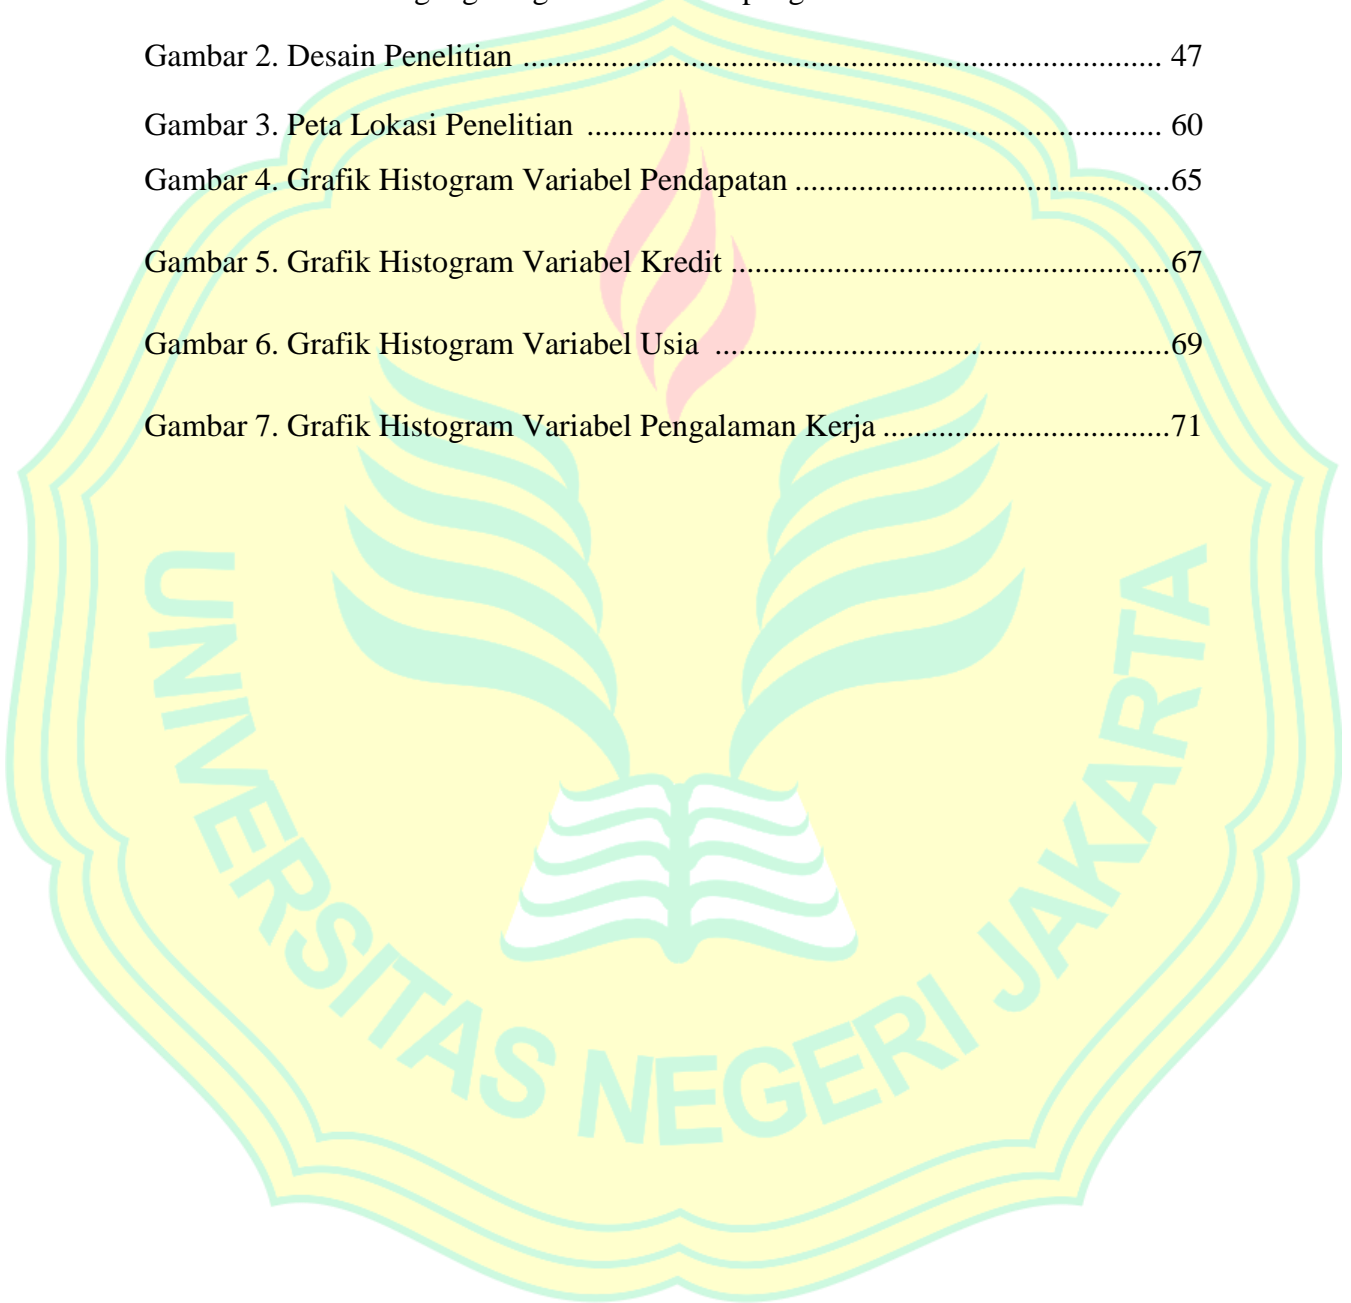 Gambar 2. Desain Penelitian ................................................................................. 47
Gambar 3. Peta Lokasi Penelitian ......................................................................... 60
Gambar 4. Grafik Histogram Variabel Pendapatan ...............................................65
Gambar 5. Grafik Histogram Variabel Kredit .......................................................67
Gambar 6. Grafik Histogram Variabel Usia .........................................................69
Gambar 7. Grafik Histogram Variabel Pengalaman Kerja ....................................71
UNIVERSITAS NEGERI JAKARTA